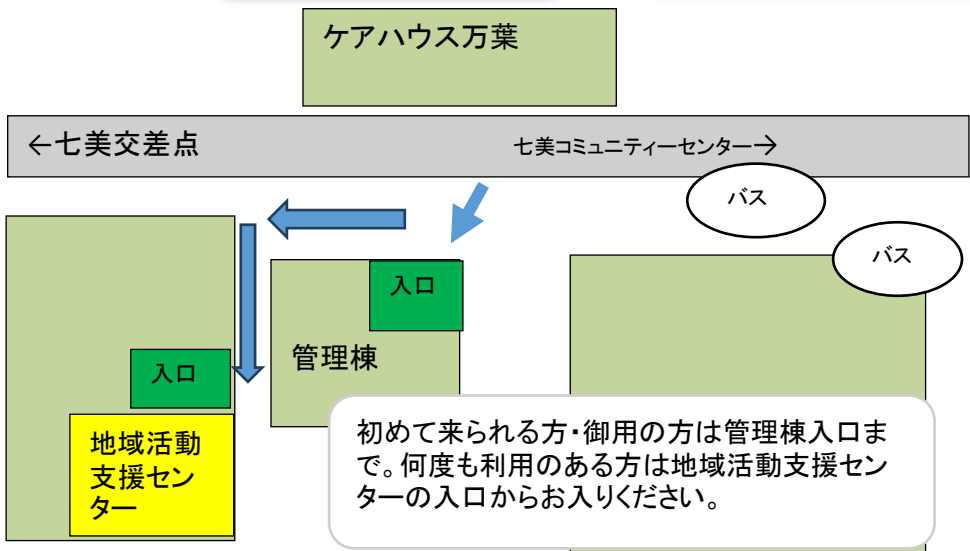 ケアハウス万葉
←七美交差点
七美コミュニティーセンター→
バス
バス
入口
管理棟
入口
地域活動
支援セン
ター
初めて来られる方・御用の方は管理棟入口ま
で。何度も利用のある方は地域活動支援セン
ターの入口からお入りください。